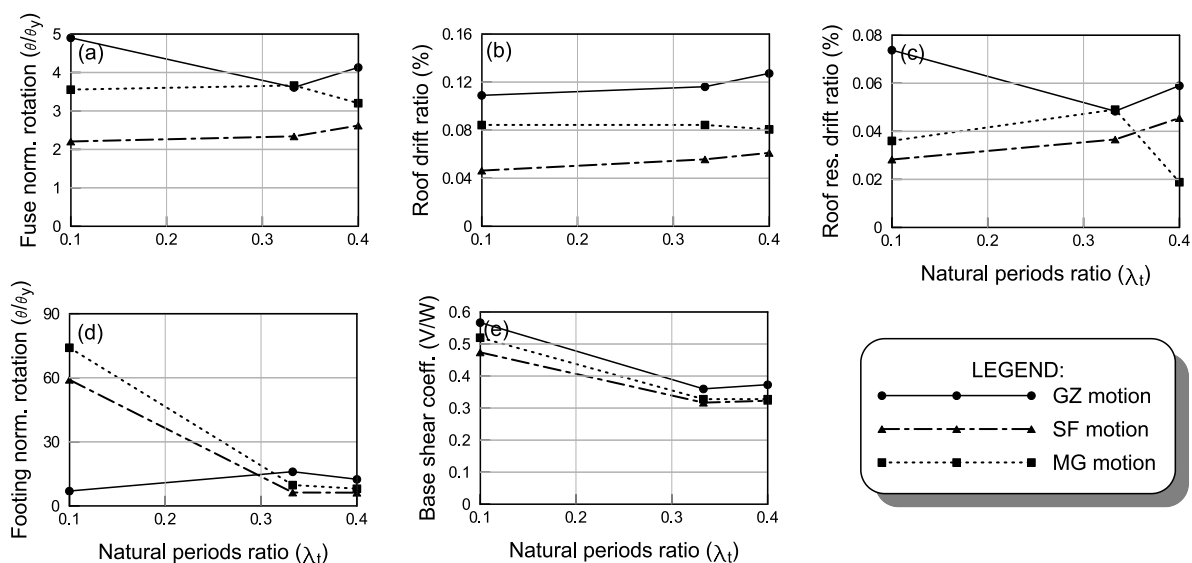 Fuse norm. rotation (θ/θy)
5
4
3
2
1
0
(a)
0.1
0.2
0.3
0.4
Roof drift ratio (%)
0.16
0.12
0.08
0.04
(b)
0.1
0.2
0.3
0.4
Roof res. drift ratio (%)
0.08
0.06
0.04
0.02
0
(c)
0.1
0.2
0.3
0.4
Natural periods ratio (λt)
Footing norm. rotation (θ/θy)
90
60
30
0
(d)
0.1
0.2
0.3
0.4
Natural periods ratio (λt)
Base shear coeff. (V/W)
0.6
0.5
0.4
0.3
0.2
0.1
0
(e)
0.1
0.2
0.3
0.4
Natural periods ratio (λt)
LEGEND:
GZ motion
SF motion
MG motion